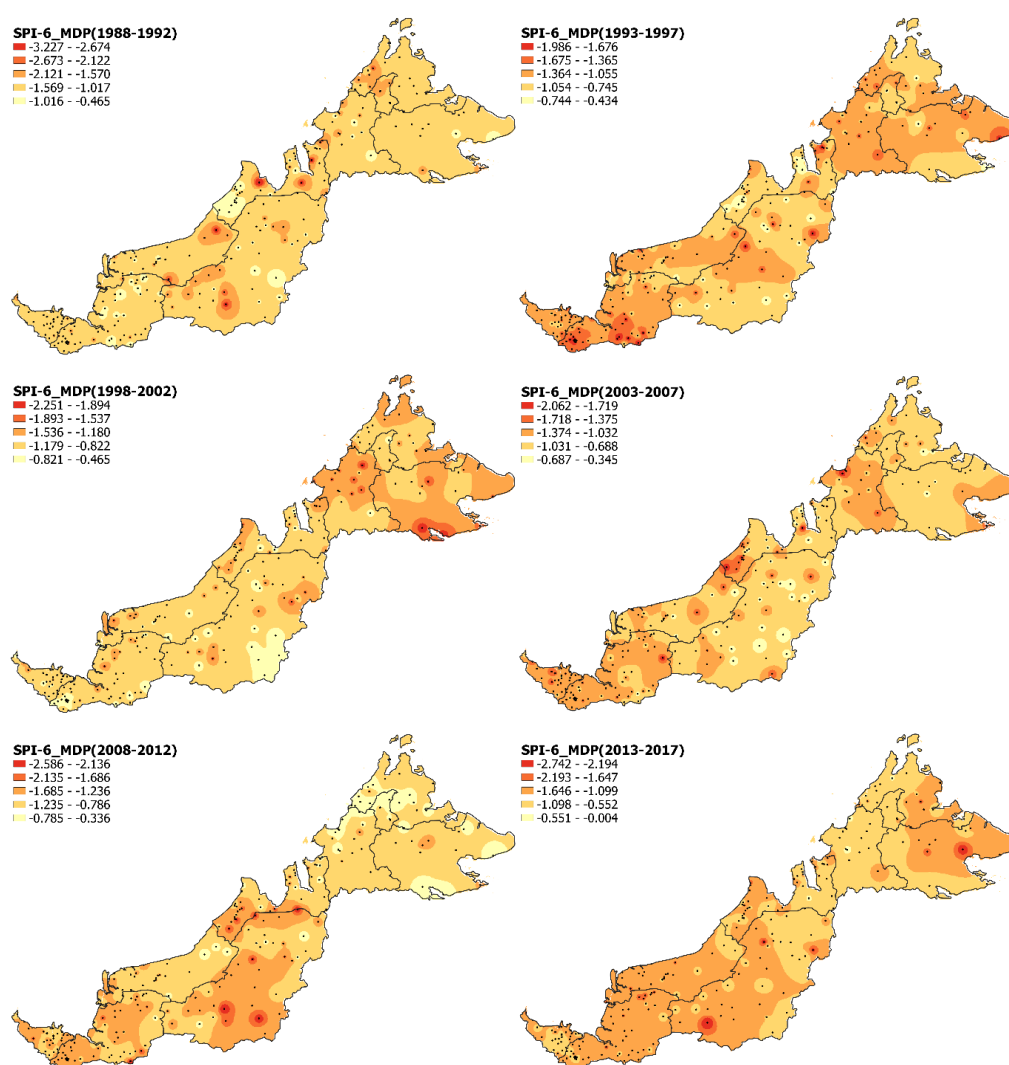 SPI-6_MDP(1988-1992)
-3.227 - -2.674
-2.673 - -2.122
-2.121 - -1.570
-1.569 - -1.017
-1.016 - -0.465
SPI-6_MDP(1993-1997)
-1.986 - -1.676
-1.675 - -1.365
-1.364 - -1.055
-1.054 - -0.745
-0.744 - -0.434
SPI-6_MDP(1998-2002)
-2.251 - -1.894
-1.893 - -1.537
-1.536 - -1.180
-1.179 - -0.822
-0.821 - -0.465
SPI-6_MDP(2003-2007)
-2.062 - -1.719
-1.718 - -1.375
-1.374 - -1.032
-1.031 - -0.688
-0.687 - -0.345
SPI-6_MDP(2008-2012)
-2.586 - -2.136
-2.135 - -1.686
-1.685 - -1.236
-1.235 - -0.786
-0.785 - -0.336
SPI-6_MDP(2013-2017)
-2.742 - -2.194
-2.193 - -1.647
-1.646 - -1.099
-1.098 - -0.552
-0.551 - -0.004